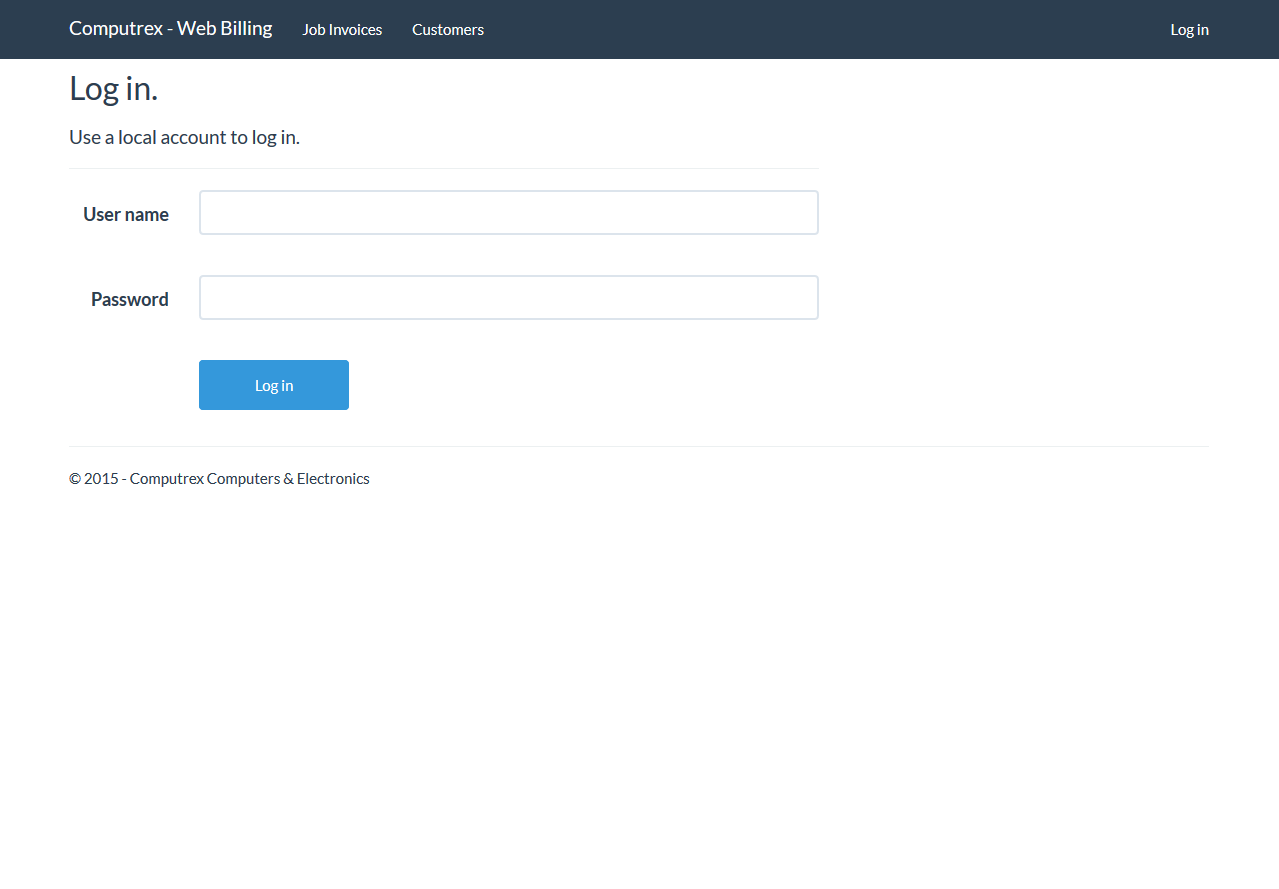 Computrex - Web Billing Job Invoices Customers Log in
Log in.
Use a local account to log in.
User name
Password
Log in
© 2015 - Computrex Computers & Electronics